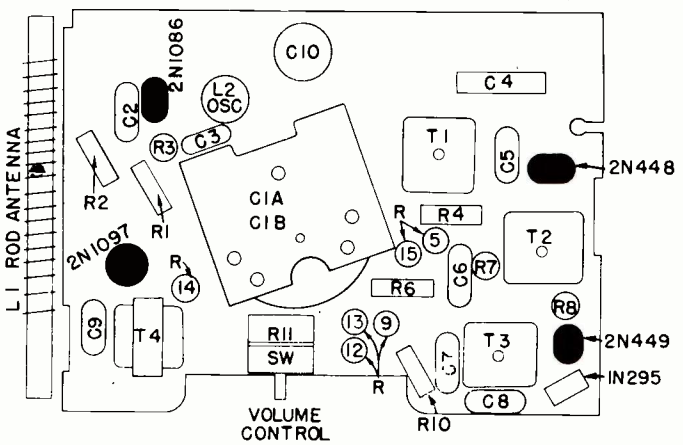 2N1086
C10
C4
L2
OSC
C2
R3
C3
T1
C5
2N448
L1 ROD ANTENNA
R2
R1
C1A
C1B
R
R4
5
15
T2
2N1097
R
14
C6
R7
R6
R8
C9
T4
R11
SW
13
9
12
R
C7
T3
2N449
1N295
R10
C8
VOLUME
CONTROL